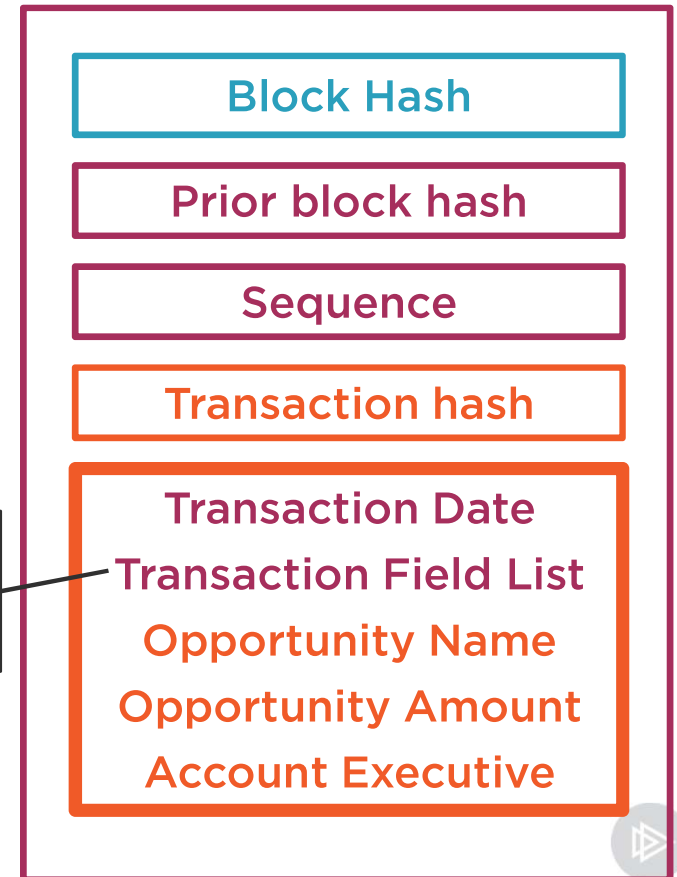 Block Hash
Prior block hash
Sequence
Transaction hash
Transaction Date
Transaction Field List
Opportunity Name
Opportunity Amount
Account Executive